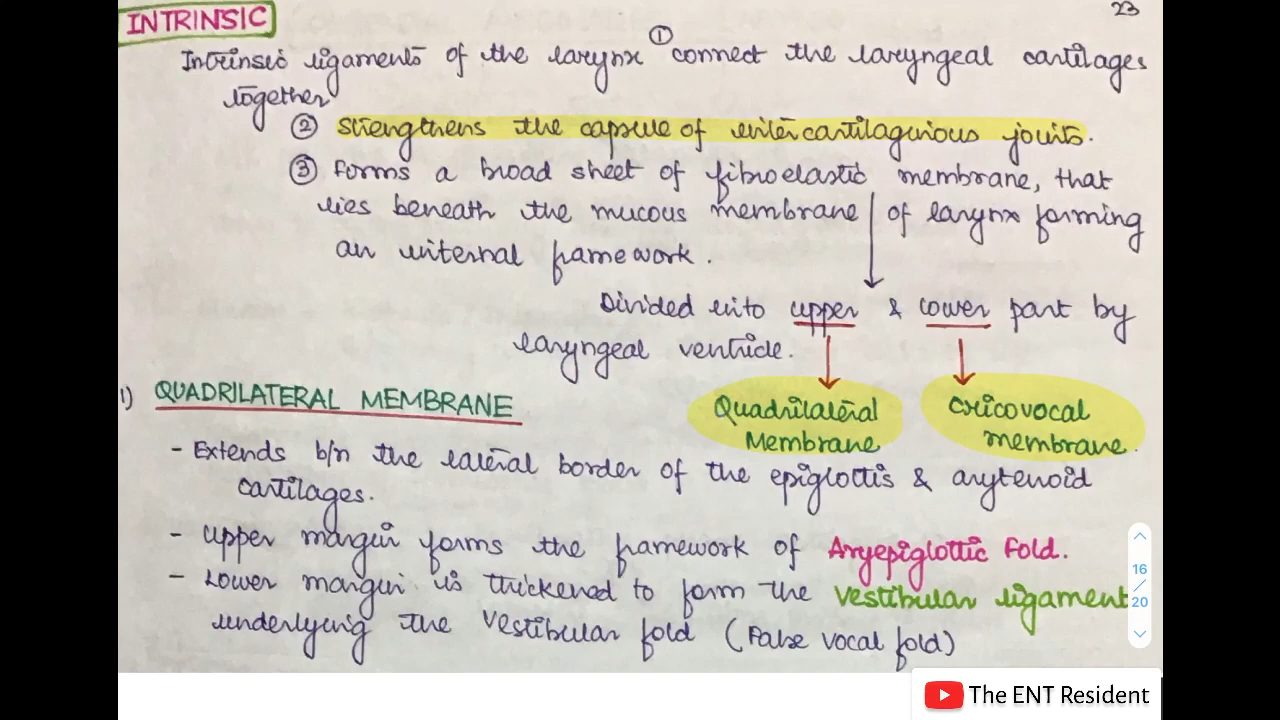 INTRINSIC
23
Intrinsic ligaments of the larynx ① connect the laryngeal cartilages
together
② strengthens the capsule of intercartilaginous joints.
③ Forms a broad sheet of fibroelastic membrane, that
lies beneath the mucous membrane of larynx forming
an internal framework.
Divided into upper & lower part by
laryngeal ventricle.
Quadrilateral
Membrane
Cricovocal
membrane.
1) QUADRILATERAL MEMBRANE
- Extends b/n the lateral border of the epiglottis & arytenoid
cartilages.
- Upper margin forms the framework of Aryepiglottic Fold.
- Lower margin is thickened to form the Vestibular ligament
underlying the Vestibular fold (False vocal fold)
16
/
20
The ENT Resident